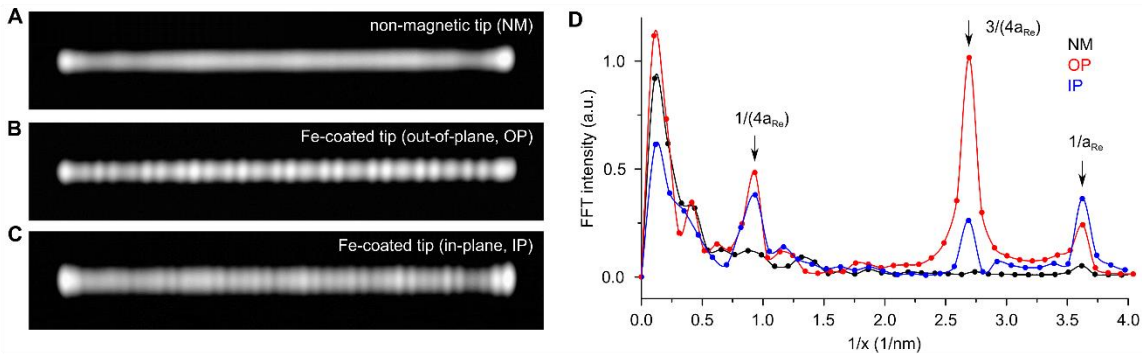 A
non-magnetic tip (NM)
B
Fe-coated tip (out-of-plane, OP)
C
Fe-coated tip (in-plane, IP)
D
FFT intensity (a.u.)
1.0
0.5
0.0
3/(4aRe)
NM
OP
IP
1/(4aRe)
1/aRe
0.0 0.5 1.0 1.5 2.0 2.5 3.0 3.5 4.0
1/x (1/nm)